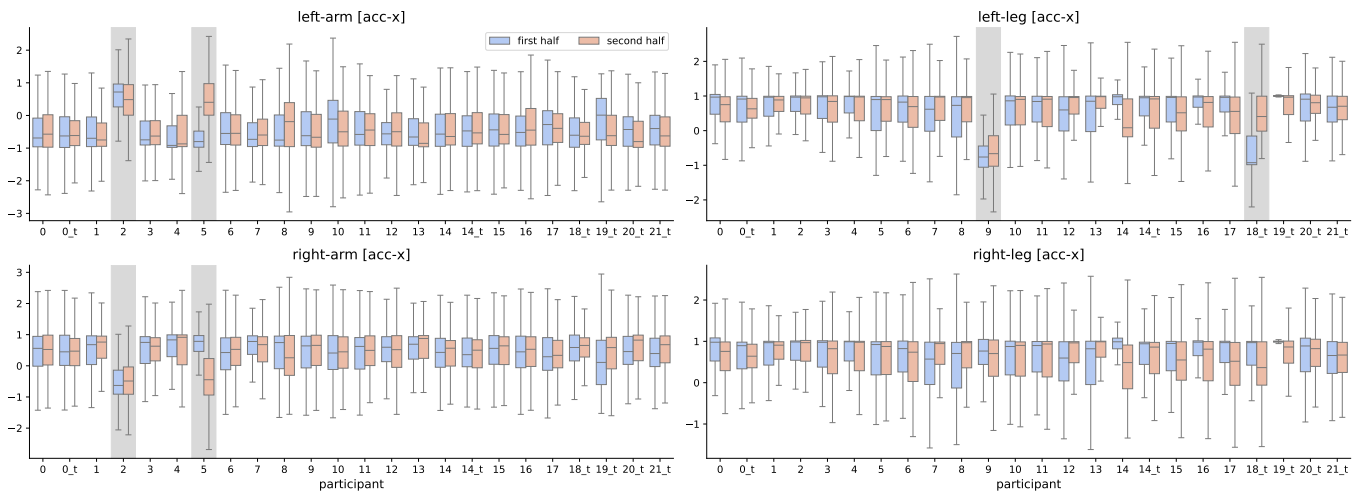 left-arm [acc-x]
first half second half
2
1
0
−1
−2
−3
0 0_t 1 2 3 4 5 6 7 8 9 10 11 12 13 14 14_t 15 16 17 18_t 19_t 20_t 21_t
left-leg [acc-x]
2
1
0
−1
−2
0 0_t 1 2 3 4 5 6 7 8 9 10 11 12 13 14 14_t 15 16 17 18_t 19_t 20_t 21_t
right-arm [acc-x]
3
2
1
0
−1
−2
0 0_t 1 2 3 4 5 6 7 8 9 10 11 12 13 14 14_t 15 16 17 18_t 19_t 20_t 21_t
participant
right-leg [acc-x]
2
1
0
−1
0 0_t 1 2 3 4 5 6 7 8 9 10 11 12 13 14 14_t 15 16 17 18_t 19_t 20_t 21_t
participant